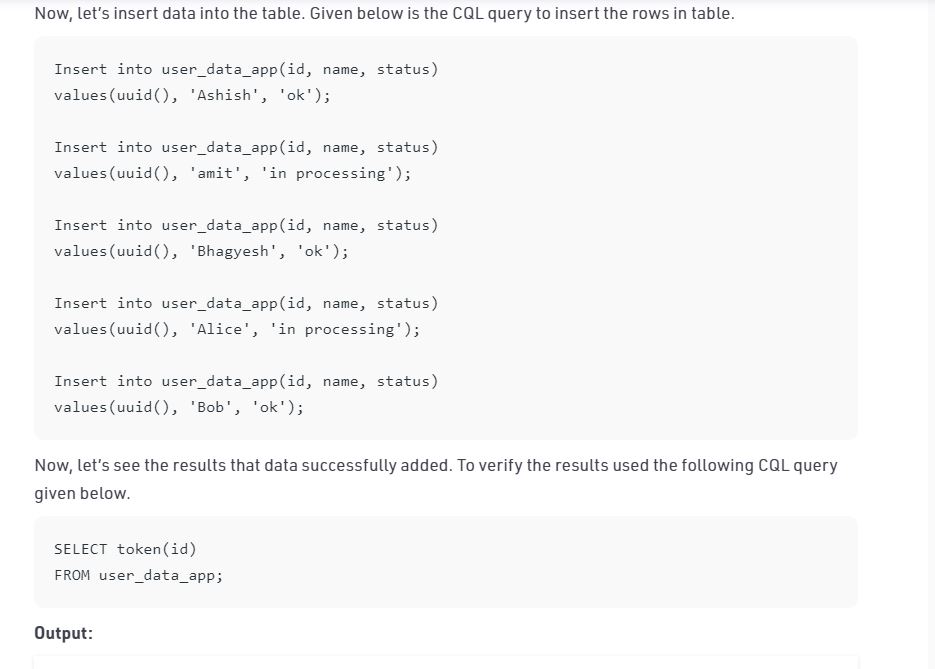 Now, let’s insert data into the table. Given below is the CQL query to insert the rows in table.
Insert into user_data_app(id, name, status)
values(uuid(), 'Ashish', 'ok');
Insert into user_data_app(id, name, status)
values(uuid(), 'amit', 'in processing');
Insert into user_data_app(id, name, status)
values(uuid(), 'Bhagyesh', 'ok');
Insert into user_data_app(id, name, status)
values(uuid(), 'Alice', 'in processing');
Insert into user_data_app(id, name, status)
values(uuid(), 'Bob', 'ok');
Now, let’s see the results that data successfully added. To verify the results used the following CQL query
given below.
SELECT token(id)
FROM user_data_app;
Output: